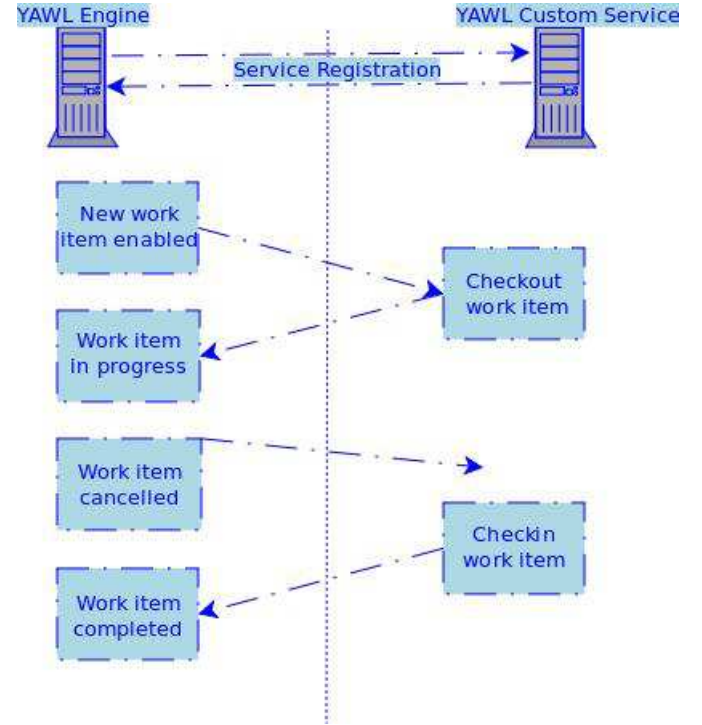 YAWL Engine
YAWL Custom Service
Service Registration
New work
item enabled
Checkout
work item
Work item
in progress
Work item
cancelled
Checkin
work item
Work item
completed